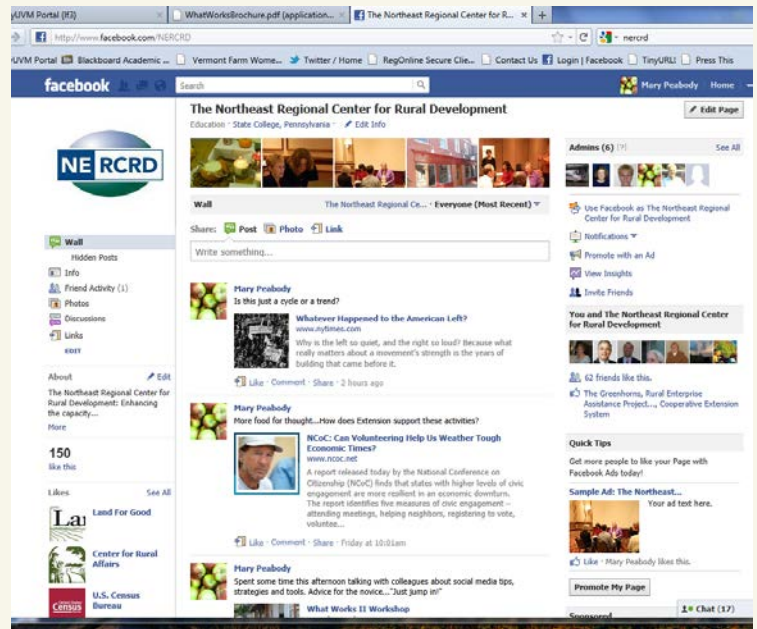 yUVM Portal (If3)
WhatWorksBrochure.pdf (application...
The Northeast Regional Center for R...
http://www.facebook.com/NERCRD
nercrd
yUVM Portal
Blackboard Academic ...
Vermont Farm Wome...
Twitter / Home
RegOnline Secure Clie...
Contact Us
Login | Facebook
TinyURL!
Press This
facebook
Search
Mary Peabody
Home
NE RCRD
Wall
Hidden Posts
Info
Friend Activity (1)
Photos
Discussions
Links
EDIT
About
Edit
The Northeast Regional Center for
Rural Development: Enhancing
the capacity...
More
150
like this
Likes
See All
Land For Good
Center for Rural
Affairs
Census
U.S. Census
Bureau
The Northeast Regional Center for Rural Development
Education · State College, Pennsylvania · Edit Info
Wall
The Northeast Regional Ce... · Everyone (Most Recent)
Share: Post Photo Link
Write something...
Mary Peabody
Is this just a cycle or a trend?
Whatever Happened to the American Left?
www.nytimes.com
Why is the left so quiet, and the right so loud? Because what
really matters about a movement's strength is the years of
building that came before it.
Like · Comment · Share · 2 hours ago
Mary Peabody
More food for thought...How does Extension support these activities?
NCoC: Can Volunteering Help Us Weather Tough
Economic Times?
www.ncoc.net
A report released today by the National Conference on
Citizenship (NCoC) finds that states with higher levels of civic
engagement are more resilient in an economic downturn.
The report identifies five measures of civic engagement –
attending meetings, helping neighbors, registering to vote,
voluntee...
Like · Comment · Share · Friday at 10:01am
Mary Peabody
Spent some time this afternoon talking with colleagues about social media tips,
strategies and tools. Advice for the novice..."Just jump in!"
What Works II Workshop
Edit Page
Admins (6) [?]
See All
Use Facebook as The Northeast Regional
Center for Rural Development
Notifications
Promote with an Ad
View Insights
Invite Friends
You and The Northeast Regional Center
for Rural Development
62 friends like this.
The Greenhorns, Rural Enterprise
Assistance Project..., Cooperative Extension
System
Quick Tips
Get more people to like your Page with
Facebook Ads today!
Sample Ad: The Northeast...
Your ad text here.
Like · Mary Peabody likes this.
Promote My Page
Sponsored
Chat (17)